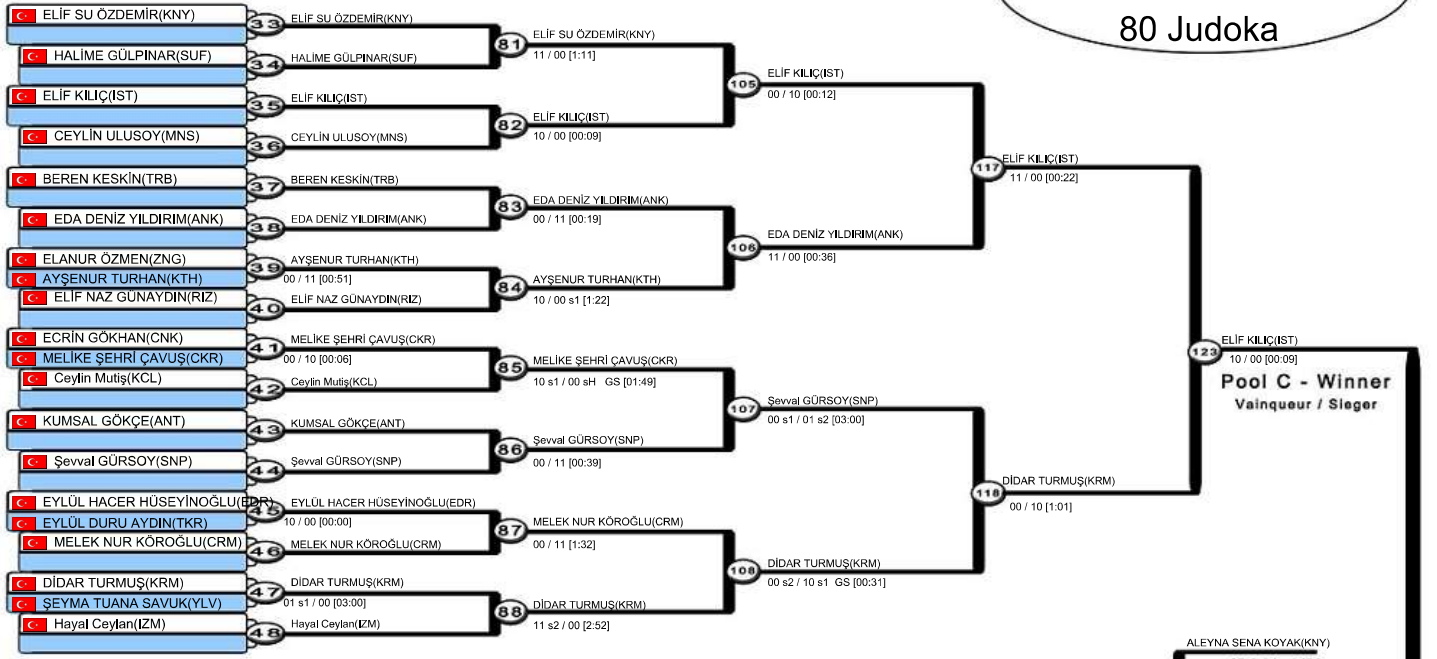 80 Judoka
ELİF SU ÖZDEMİR(KNY)
33
ELİF SU ÖZDEMİR(KNY)
HALİME GÜLPINAR(SUF)
34
HALİME GÜLPINAR(SUF)
81
ELİF SU ÖZDEMİR(KNY)
11 / 00 [1:11]
ELİF KILIÇ(IST)
35
ELİF KILIÇ(IST)
CEYLİN ULUSOY(MNS)
36
CEYLİN ULUSOY(MNS)
82
ELİF KILIÇ(IST)
10 / 00 [00:09]
105
ELİF KILIÇ(IST)
00 / 10 [00:12]
BEREN KESKİN(TRB)
37
BEREN KESKİN(TRB)
EDA DENİZ YILDIRIM(ANK)
38
EDA DENİZ YILDIRIM(ANK)
83
EDA DENİZ YILDIRIM(ANK)
00 / 11 [00:19]
ELANUR ÖZMEN(ZNG)
AYŞENUR TURHAN(KTH)
39
AYŞENUR TURHAN(KTH)
00 / 11 [00:51]
ELİF NAZ GÜNAYDIN(RIZ)
40
ELİF NAZ GÜNAYDIN(RIZ)
84
AYŞENUR TURHAN(KTH)
10 / 00 s1 [1:22]
106
EDA DENİZ YILDIRIM(ANK)
11 / 00 [00:36]
117
ELİF KILIÇ(IST)
11 / 00 [00:22]
ECRİN GÖKHAN(CNK)
MELİKE ŞEHRİ ÇAVUŞ(CKR)
41
MELİKE ŞEHRİ ÇAVUŞ(CKR)
00 / 10 [00:06]
Ceylin Mutiş(KCL)
42
Ceylin Mutiş(KCL)
85
MELİKE ŞEHRİ ÇAVUŞ(CKR)
10 s1 / 00 sH GS [01:49]
KUMSAL GÖKÇE(ANT)
43
KUMSAL GÖKÇE(ANT)
Şevval GÜRSOY(SNP)
44
Şevval GÜRSOY(SNP)
86
Şevval GÜRSOY(SNP)
00 / 11 [00:39]
107
Şevval GÜRSOY(SNP)
00 s1 / 01 s2 [03:00]
EYLÜL HACER HÜSEYİNOĞLU(EDR)
EYLÜL DURU AYDIN(TKR)
45
EYLÜL HACER HÜSEYİNOĞLU(EDR)
10 / 00 [00:00]
MELEK NUR KÖROĞLU(CRM)
46
MELEK NUR KÖROĞLU(CRM)
87
MELEK NUR KÖROĞLU(CRM)
00 / 11 [1:32]
DİDAR TURMUŞ(KRM)
ŞEYMA TUANA SAVUK(YLV)
47
DİDAR TURMUŞ(KRM)
01 s1 / 00 [03:00]
Hayal Ceylan(IZM)
48
Hayal Ceylan(IZM)
88
DİDAR TURMUŞ(KRM)
11 s2 / 00 [2:52]
108
DİDAR TURMUŞ(KRM)
00 s2 / 10 s1 GS [00:31]
118
DİDAR TURMUŞ(KRM)
00 / 10 [1:01]
123
ELİF KILIÇ(IST)
10 / 00 [00:09]
Pool C - Winner
Vainqueur / Sieger
ALEYNA SENA KOYAK(KNY)